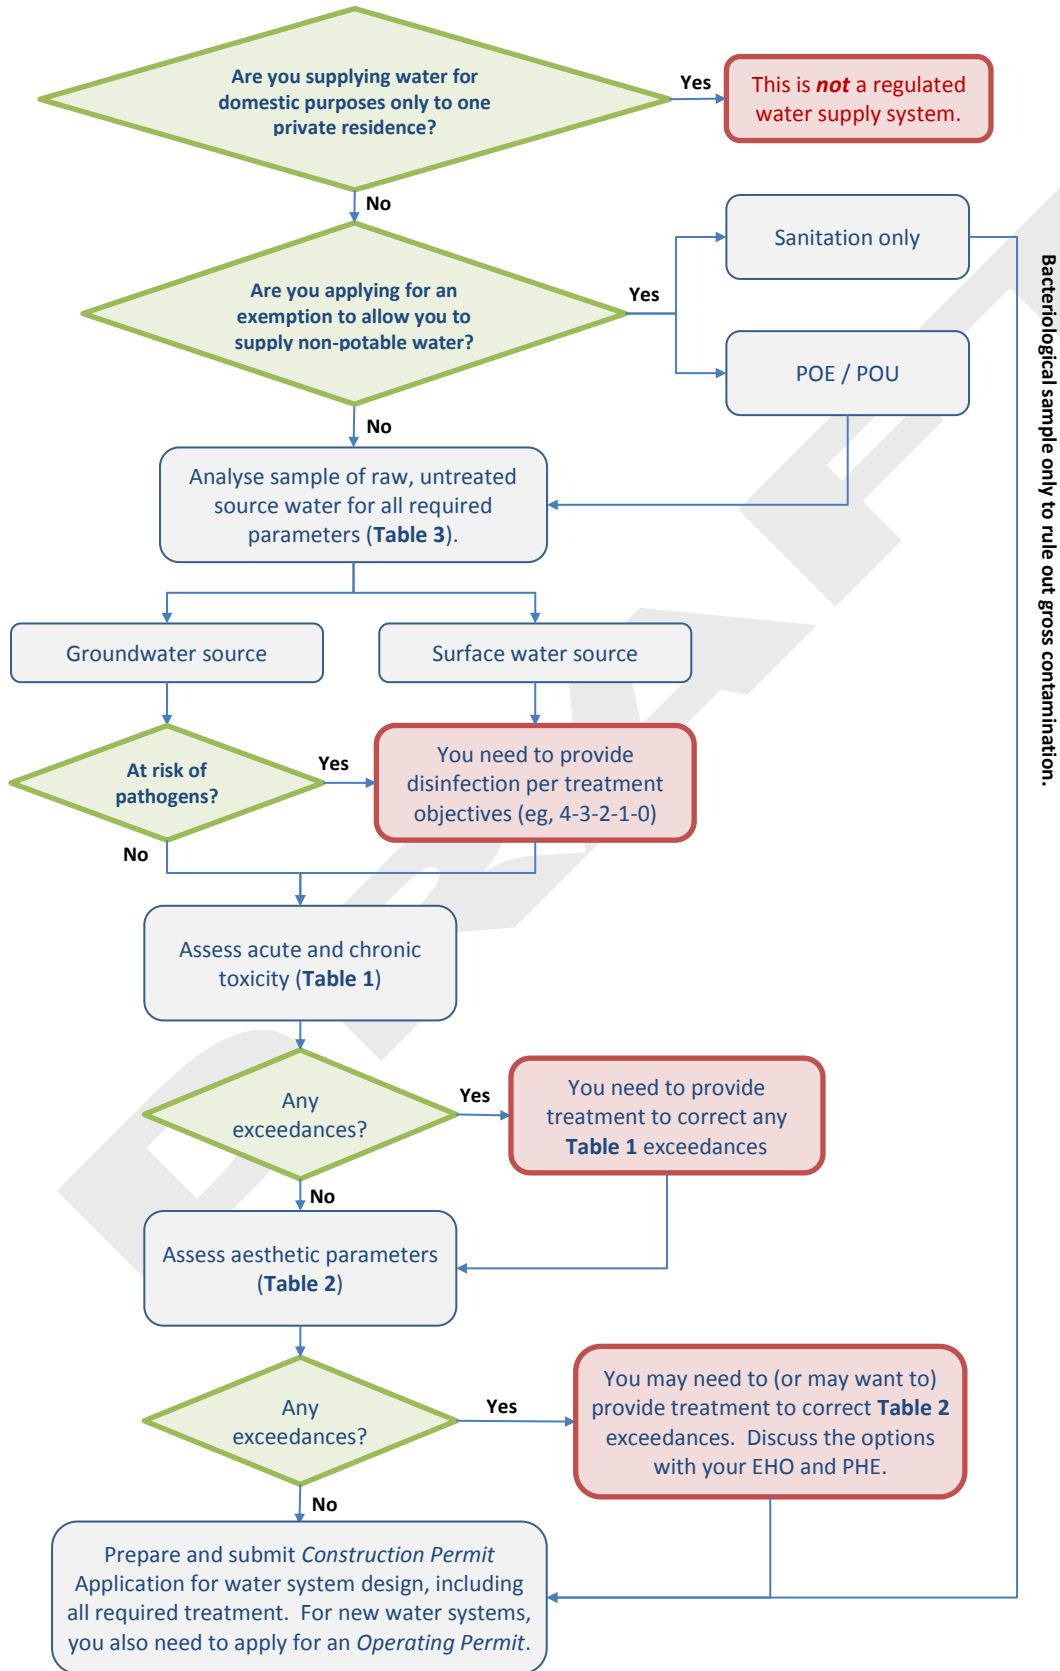 Are you supplying water for
domestic purposes only to one
private residence?
Yes
This is not a regulated
water supply system.
No
Sanitation only
Are you applying for an
exemption to allow you to
supply non-potable water?
Yes
POE / POU
Bacteriological sample only to rule out gross contamination.
No
Analyse sample of raw, untreated
source water for all required
parameters (Table 3).
Groundwater source
Surface water source
At risk of
pathogens?
Yes
You need to provide
disinfection per treatment
objectives (eg, 4-3-2-1-0)
No
Assess acute and chronic
toxicity (Table 1)
Any
exceedances?
Yes
You need to provide
treatment to correct any
Table 1 exceedances
No
Assess aesthetic parameters
(Table 2)
Any
exceedances?
Yes
You may need to (or may want to)
provide treatment to correct Table 2
exceedances.  Discuss the options
with your EHO and PHE.
No
Prepare and submit Construction Permit
Application for water system design, including
all required treatment.  For new water systems,
you also need to apply for an Operating Permit.
DRAFT